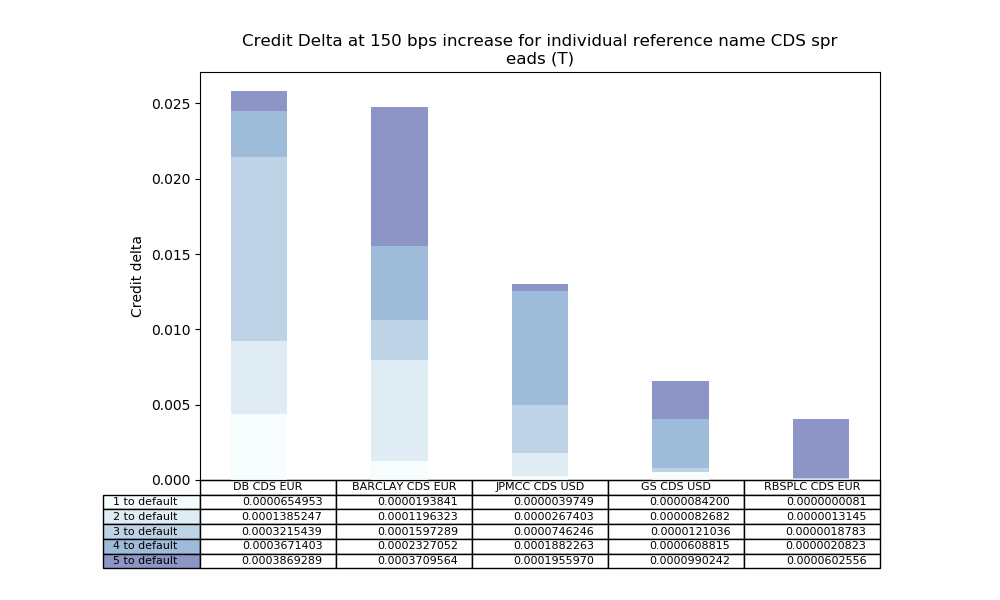 Credit Delta at 150 bps increase for individual reference name CDS spr
eads (T)
0.025
0.020
0.015
0.010
0.005
0.000
Credit delta
DB CDS EUR BARCLAY CDS EUR JPMCC CDS USD GS CDS USD RBSPLC CDS EUR
1 to default 0.0000654953 0.0000193841 0.0000039749 0.0000084200 0.0000000081
2 to default 0.0001385247 0.0001196323 0.0000267403 0.0000082682 0.0000013145
3 to default 0.0003215439 0.0001597289 0.0000746246 0.0000121036 0.0000018783
4 to default 0.0003671403 0.0002327052 0.0001882263 0.0000608815 0.0000020823
5 to default 0.0003869289 0.0003709564 0.0001955970 0.0000990242 0.0000602556